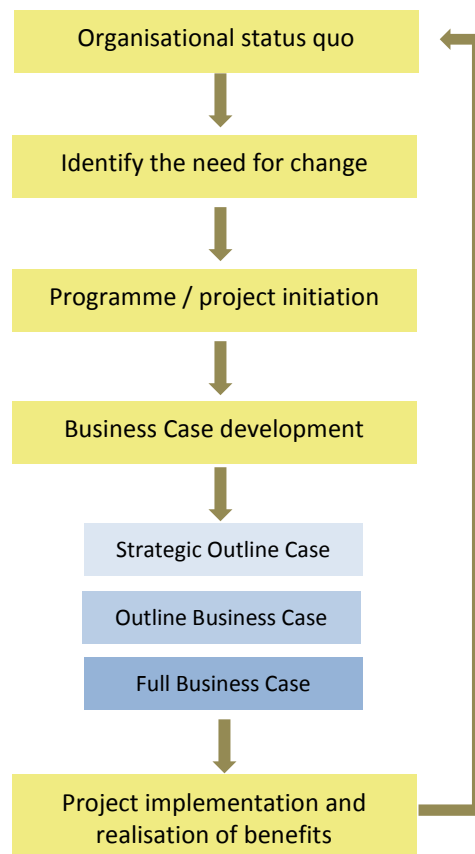 Organisational status quo
Identify the need for change
Programme / project initiation
Business Case development
Strategic Outline Case
Outline Business Case
Full Business Case
Project implementation and
realisation of benefits